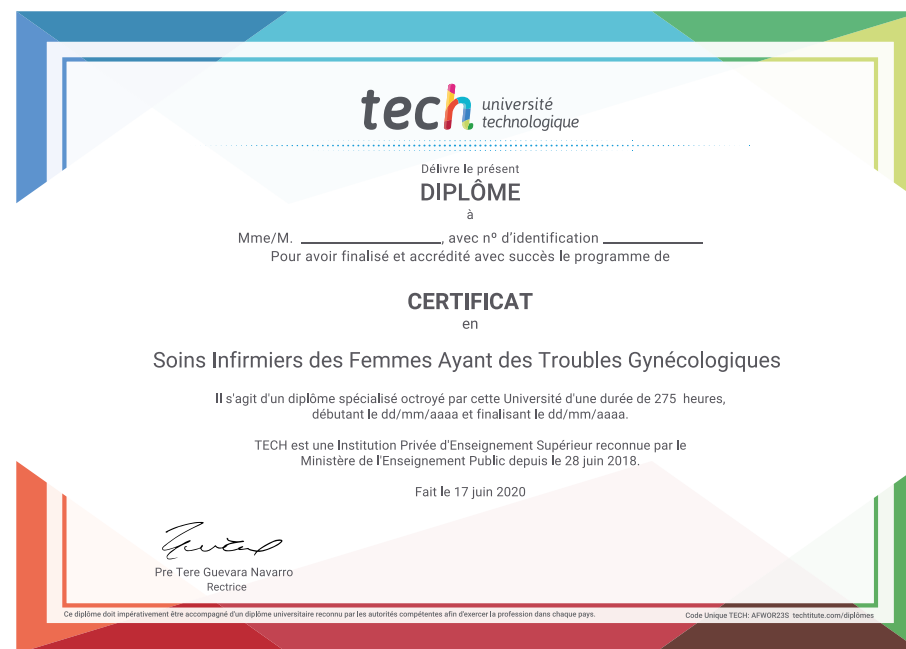 tech université
technologique
Délivre le présent
DIPLÔME
à
Mme/M. ____________________, avec nº d'identification ______________
Pour avoir finalisé et accrédité avec succès le programme de
CERTIFICAT
en
Soins Infirmiers des Femmes Ayant des Troubles Gynécologiques
Il s'agit d'un diplôme spécialisé octroyé par cette Université d'une durée de 275 heures,
débutant le dd/mm/aaaa et finalisant le dd/mm/aaaa.
TECH est une Institution Privée d'Enseignement Supérieur reconnue par le
Ministère de l'Enseignement Public depuis le 28 juin 2018.
Fait le 17 juin 2020
Pre Tere Guevara Navarro
Rectrice
Ce diplôme doit impérativement être accompagné d'un diplôme universitaire reconnu par les autorités compétentes afin d'exercer la profession dans chaque pays.
Code Unique TECH: AFWOR23S techtitute.com/diplômes